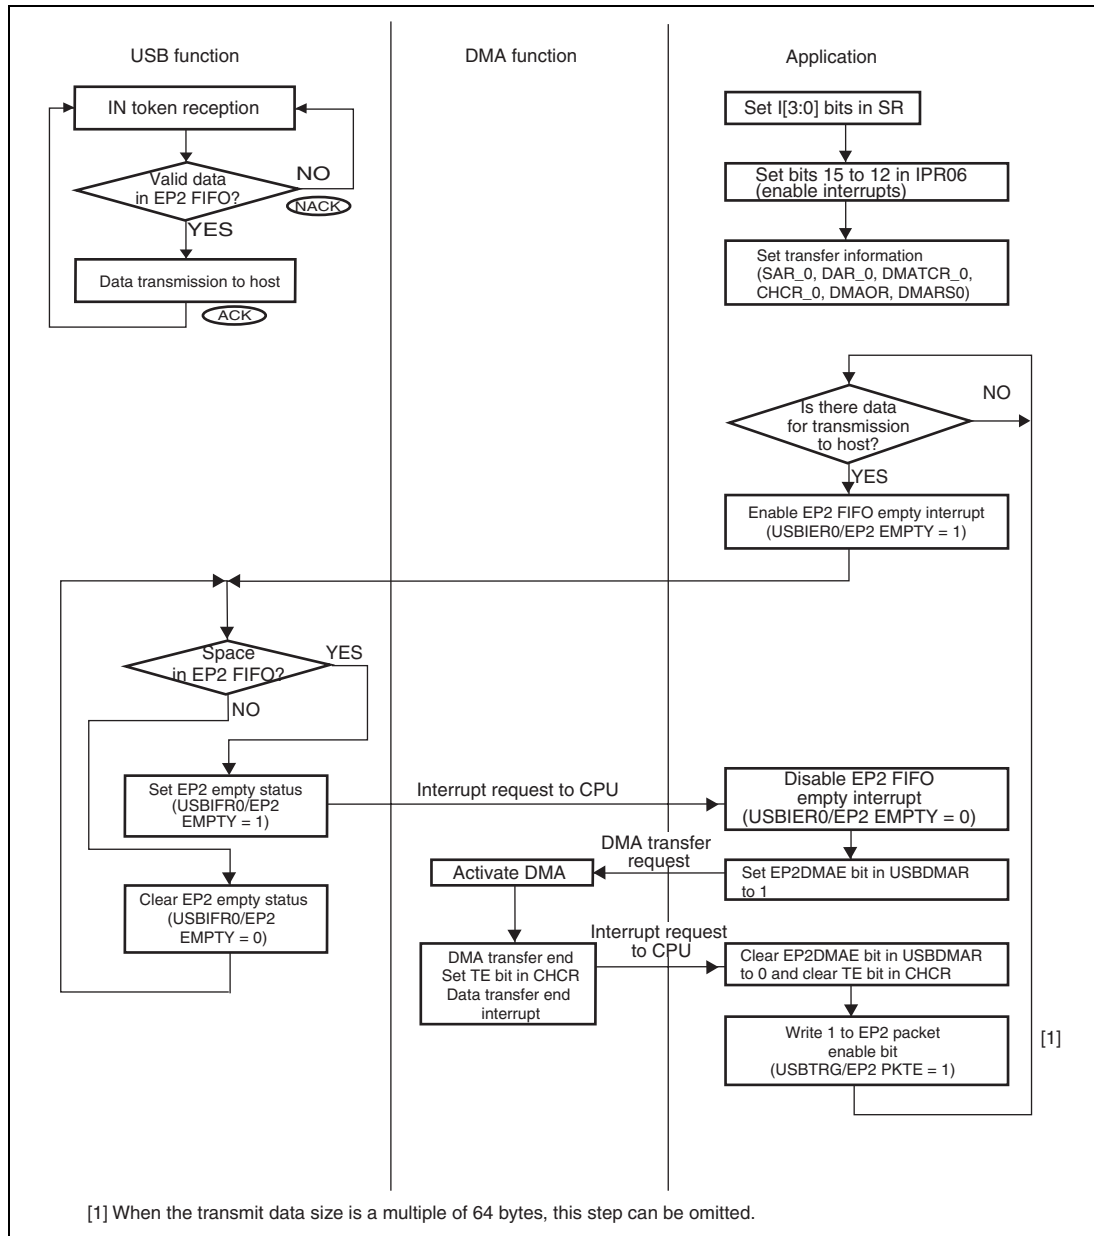 USB function
DMA function
Application
IN token reception
Valid data
in EP2 FIFO?
NO
NACK
YES
Data transmission to host
ACK
Set I[3:0] bits in SR
Set bits 15 to 12 in IPR06
(enable interrupts)
Set transfer information
(SAR_0, DAR_0, DMATCR_0,
CHCR_0, DMAOR, DMARS0)
Is there data
for transmission
to host?
NO
YES
Enable EP2 FIFO empty interrupt
(USBIER0/EP2 EMPTY = 1)
Space
in EP2 FIFO?
YES
NO
Set EP2 empty status
(USBIFR0/EP2
EMPTY = 1)
Interrupt request to CPU
Disable EP2 FIFO
empty interrupt
(USBIER0/EP2 EMPTY = 0)
DMA transfer
request
Activate DMA
Set EP2DMAE bit in USBDMAR
to 1
Clear EP2 empty status
(USBIFR0/EP2
EMPTY = 0)
Interrupt request
to CPU
DMA transfer end
Set TE bit in CHCR
Data transfer end
interrupt
Clear EP2DMAE bit in USBDMAR
to 0 and clear TE bit in CHCR
Write 1 to EP2 packet
enable bit
(USBTRG/EP2 PKTE = 1)
[1]
[1] When the transmit data size is a multiple of 64 bytes, this step can be omitted.